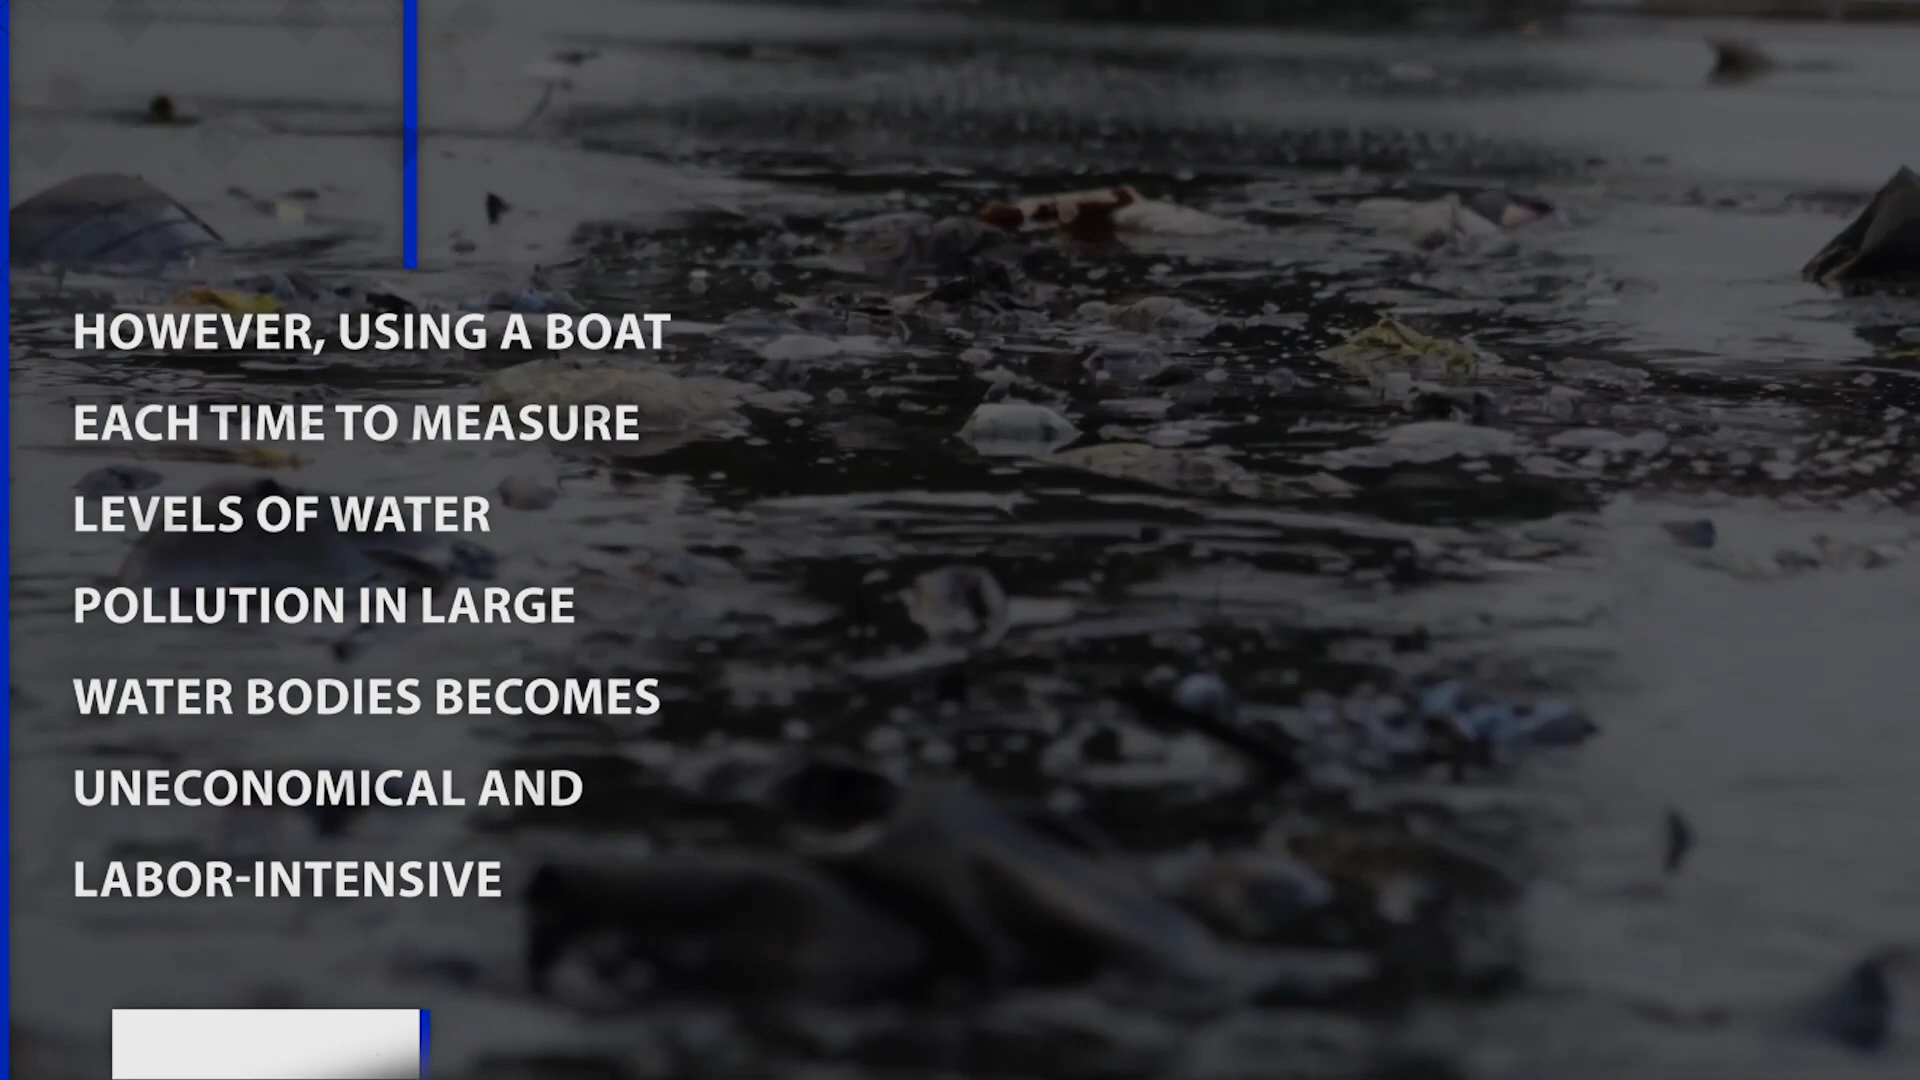 HOWEVER, USING A BOAT
EACH TIME TO MEASURE
LEVELS OF WATER
POLLUTION IN LARGE
WATER BODIES BECOMES
UNECONOMICAL AND
LABOR-INTENSIVE